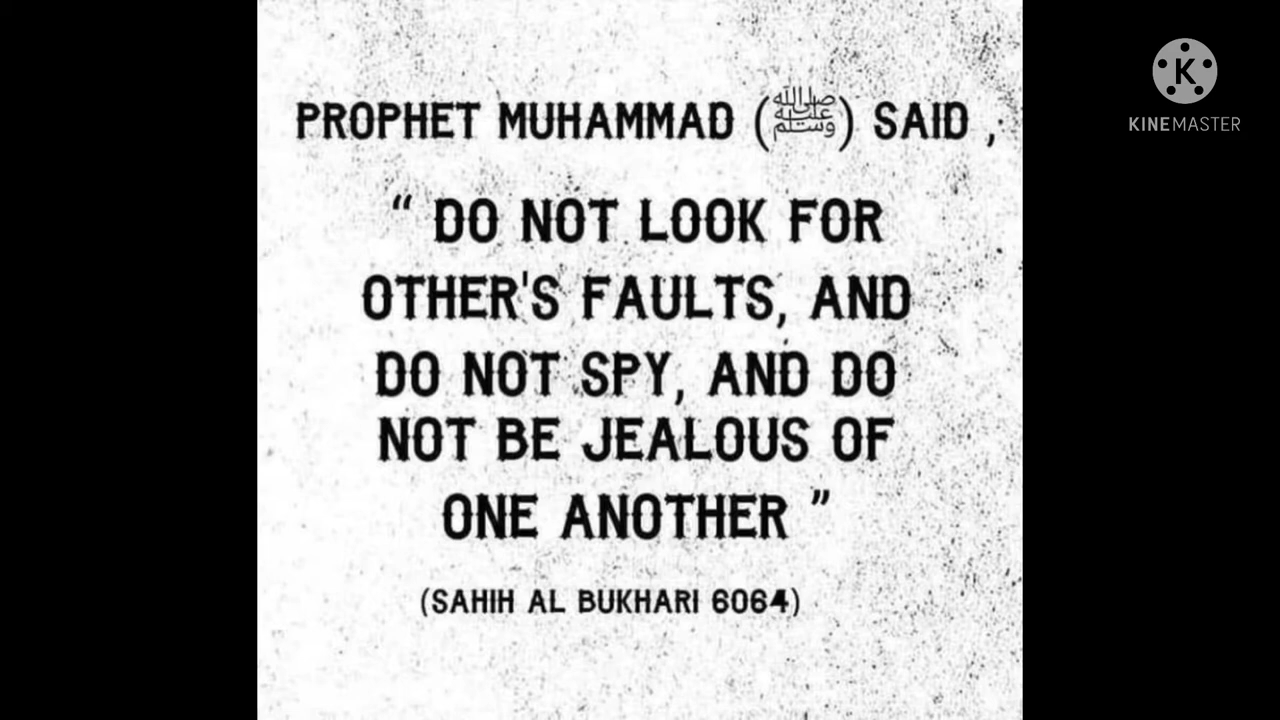 PROPHET MUHAMMAD (ﷺ) SAID ,
“ DO NOT LOOK FOR
OTHER'S FAULTS, AND
DO NOT SPY, AND DO
NOT BE JEALOUS OF
ONE ANOTHER ”
(SAHIH AL BUKHARI 6064)
K
KINEMASTER